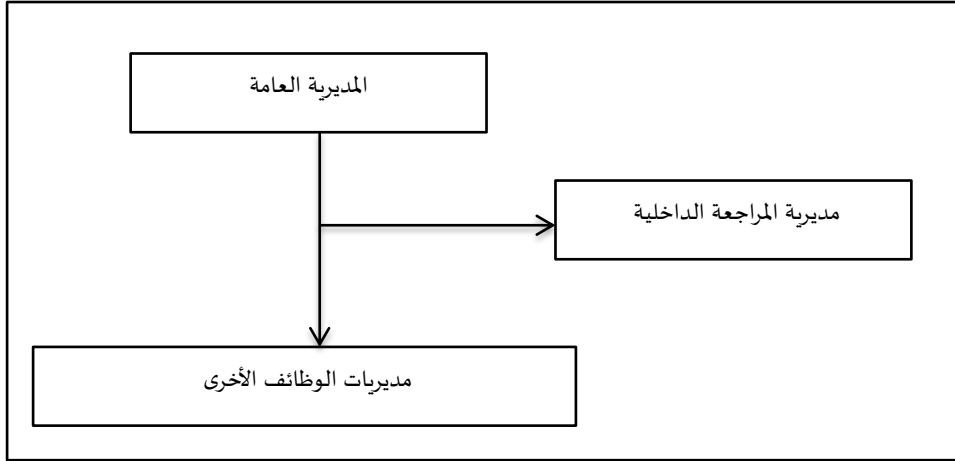 المديرية العامة
مديرية المراجعة الداخلية
مديريات الوظائف الأخرى